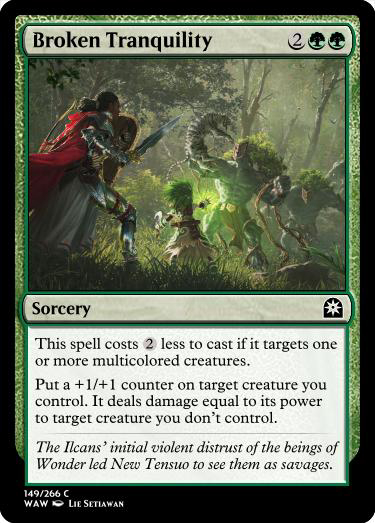 Broken Tranquility 2
Sorcery
This spell costs 2 less to cast if it targets one
or more multicolored creatures.
Put a +1/+1 counter on target creature you
control. It deals damage equal to its power
to target creature you don't control.
The Ilcans' initial violent distrust of the beings of
Wonder led New Tensuo to see them as savages.
149/266 C
WAW Lie Setiawan